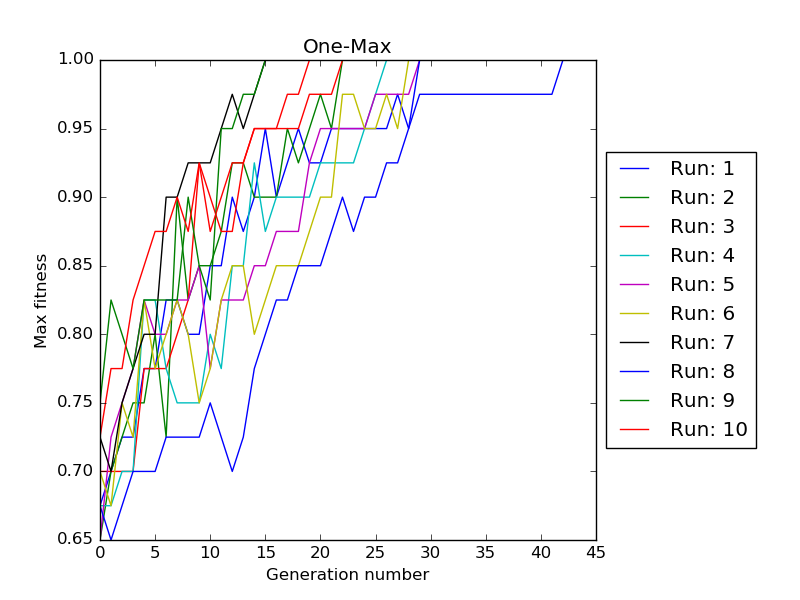 One-Max
1.00
0.95
0.90
0.85
0.80
0.75
0.70
0.65
Max fitness
0 5 10 15 20 25 30 35 40 45
Generation number
Run: 1
Run: 2
Run: 3
Run: 4
Run: 5
Run: 6
Run: 7
Run: 8
Run: 9
Run: 10